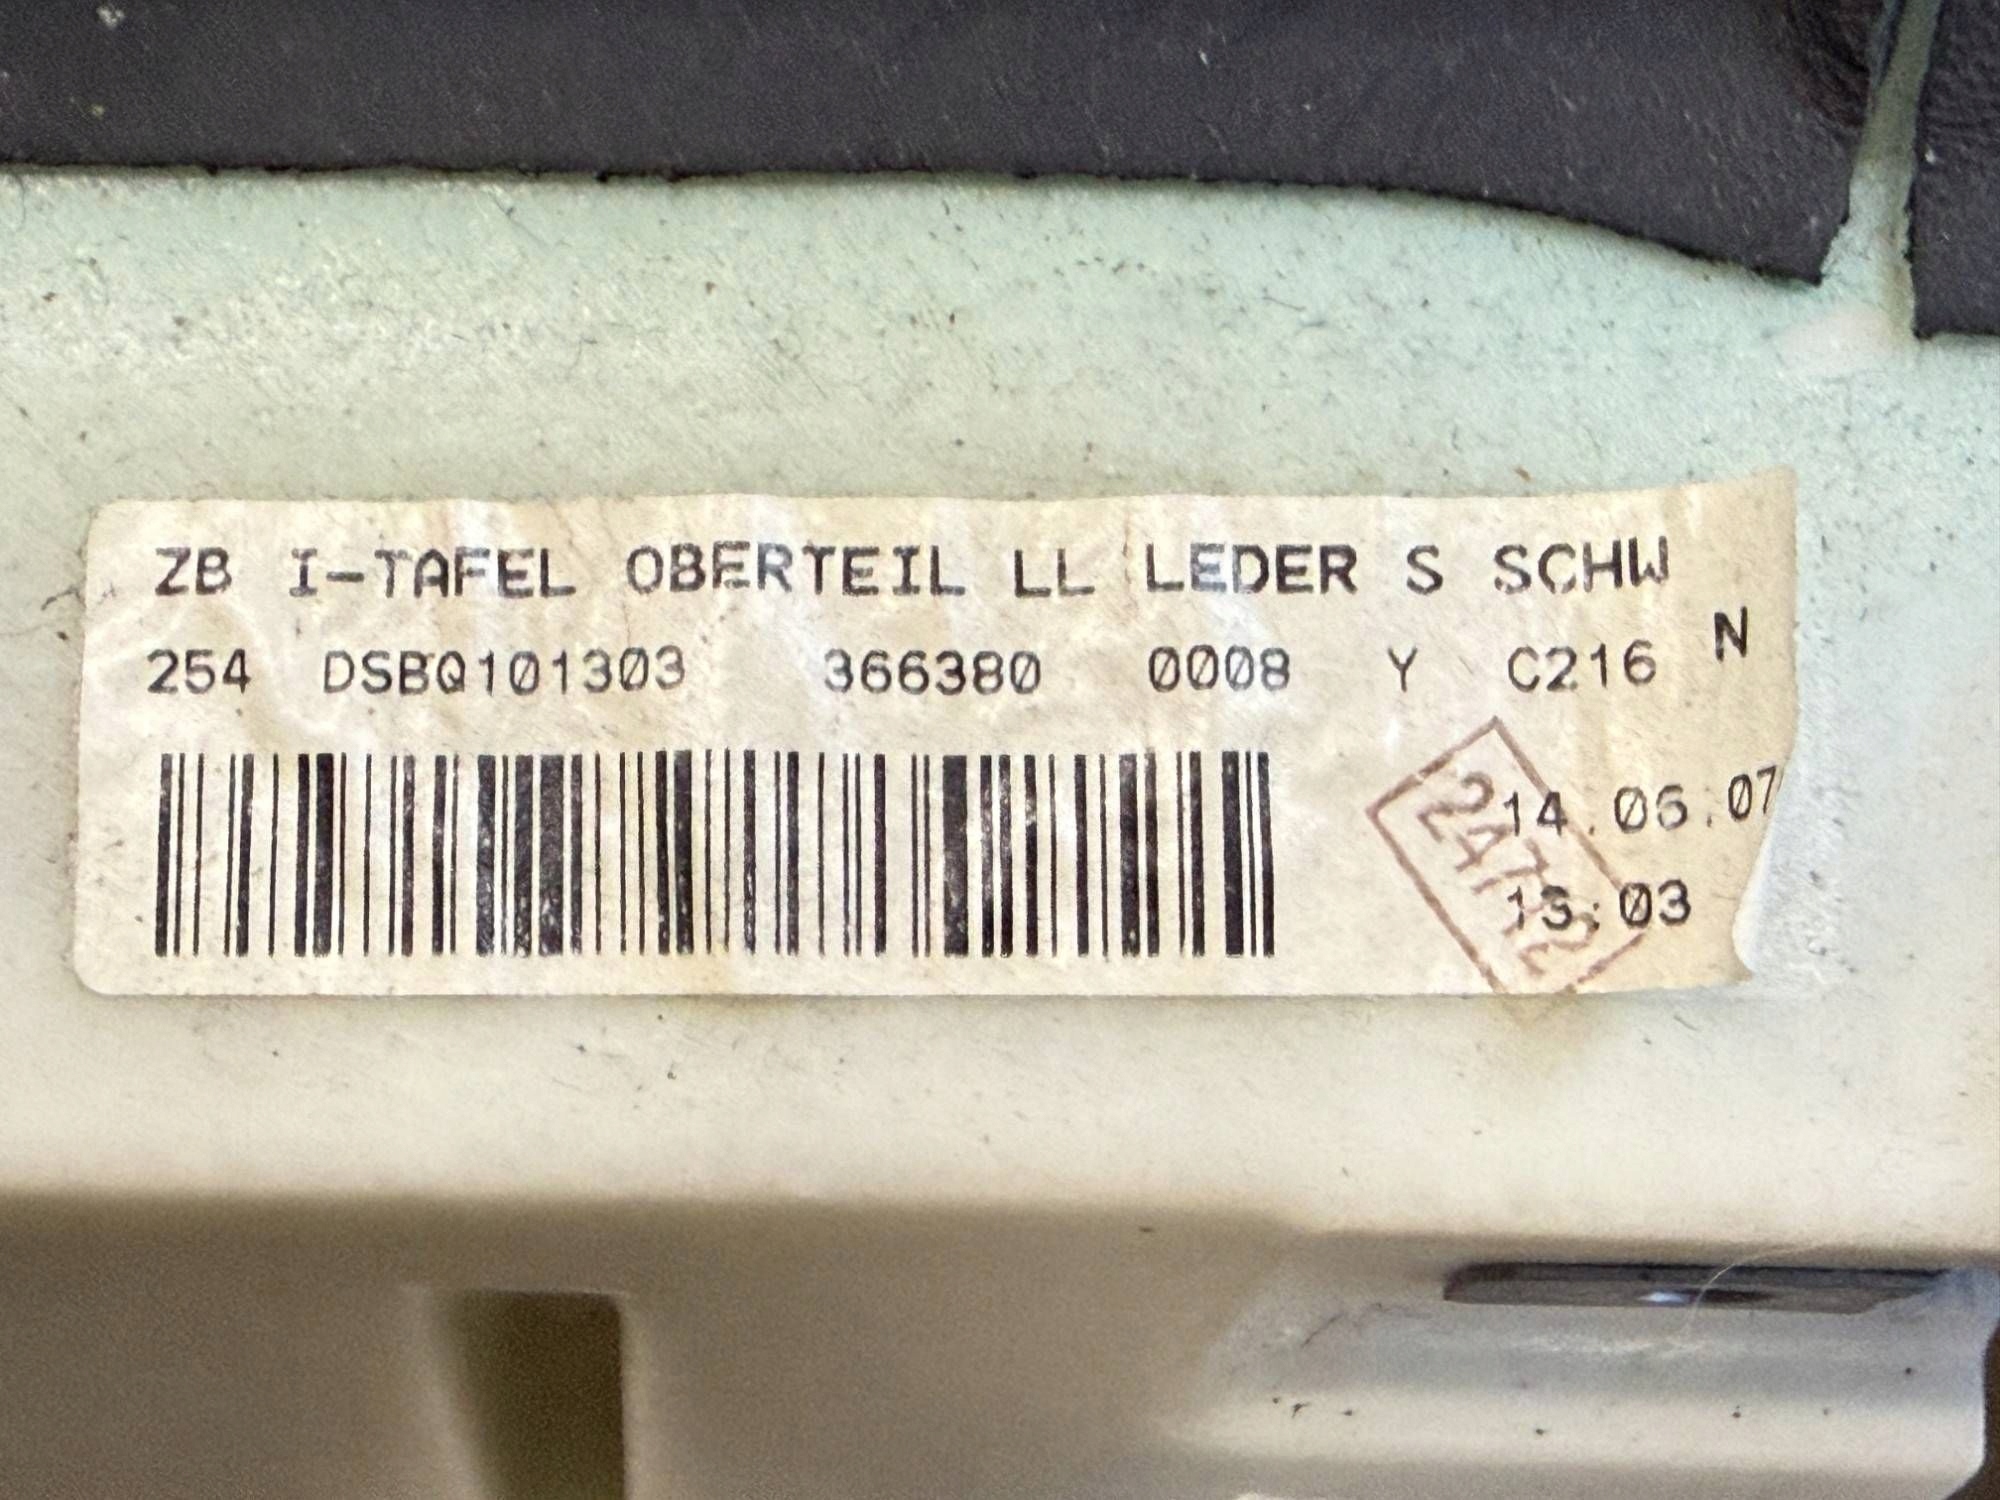 ZB I-TAFEL OBERTEIL LL LEDER S SCHW
254 DSBQ101303 366380 0008 Y C216 N
14.06.07
13:03